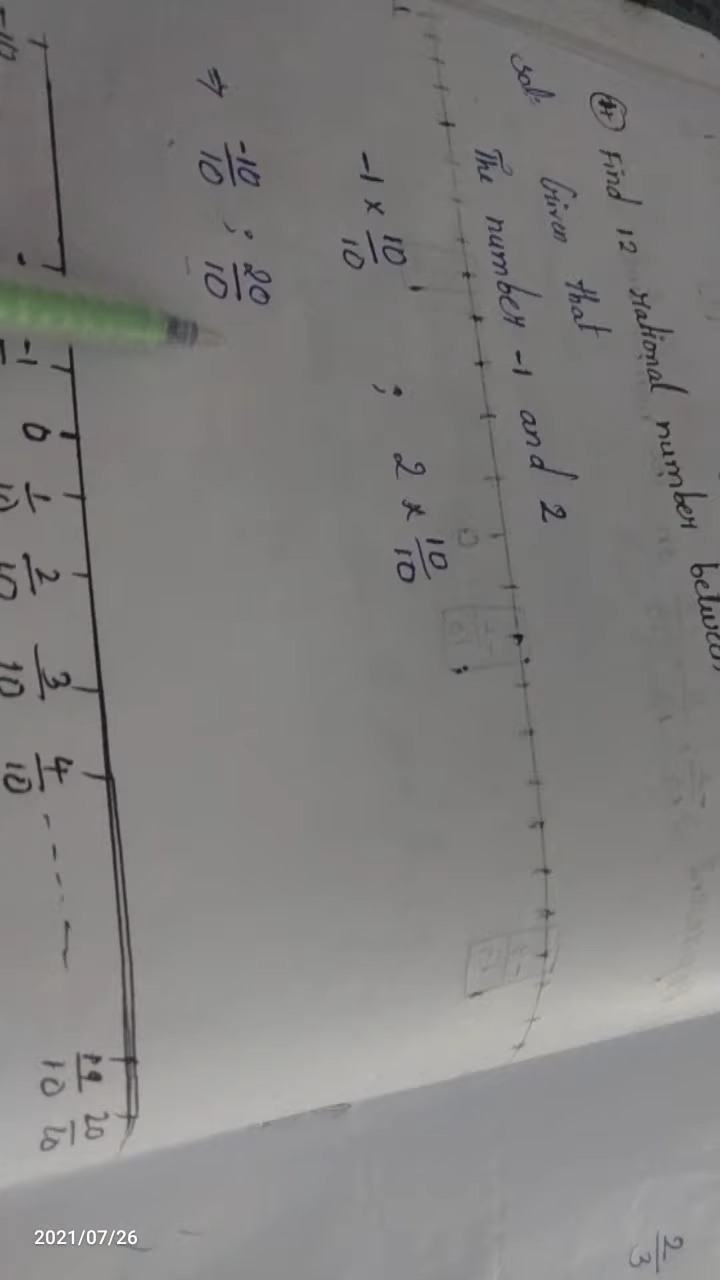 (4) Find 12 rational number between
Sol: Given that
The number -1 and 2
-1 × 10/10 ; 2 × 10/10
⇒ -10/10 ; 20/10
-10 -1 0 1/10 2/10 3/10 4/10 ---- 19/10 20/10
2/3
2021/07/26